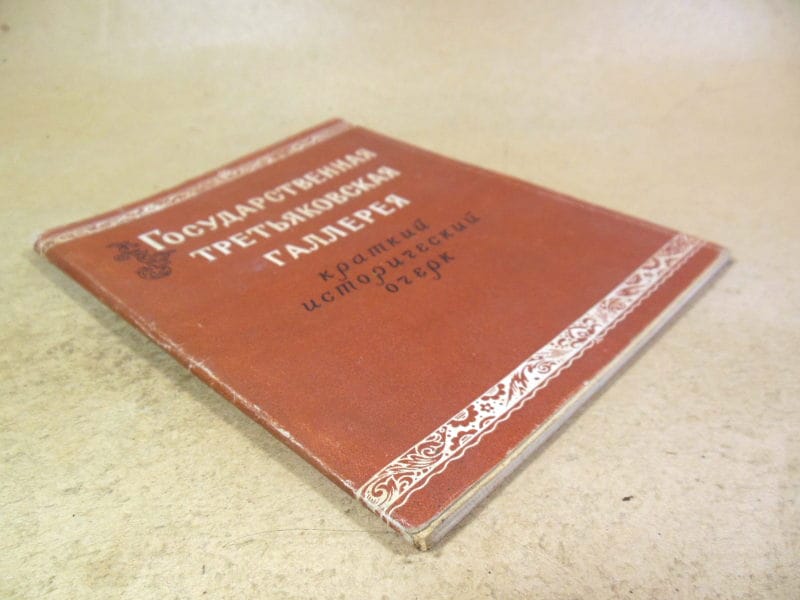 Государственная
Третьяковская
Галлерея
краткий
исторический
очерк